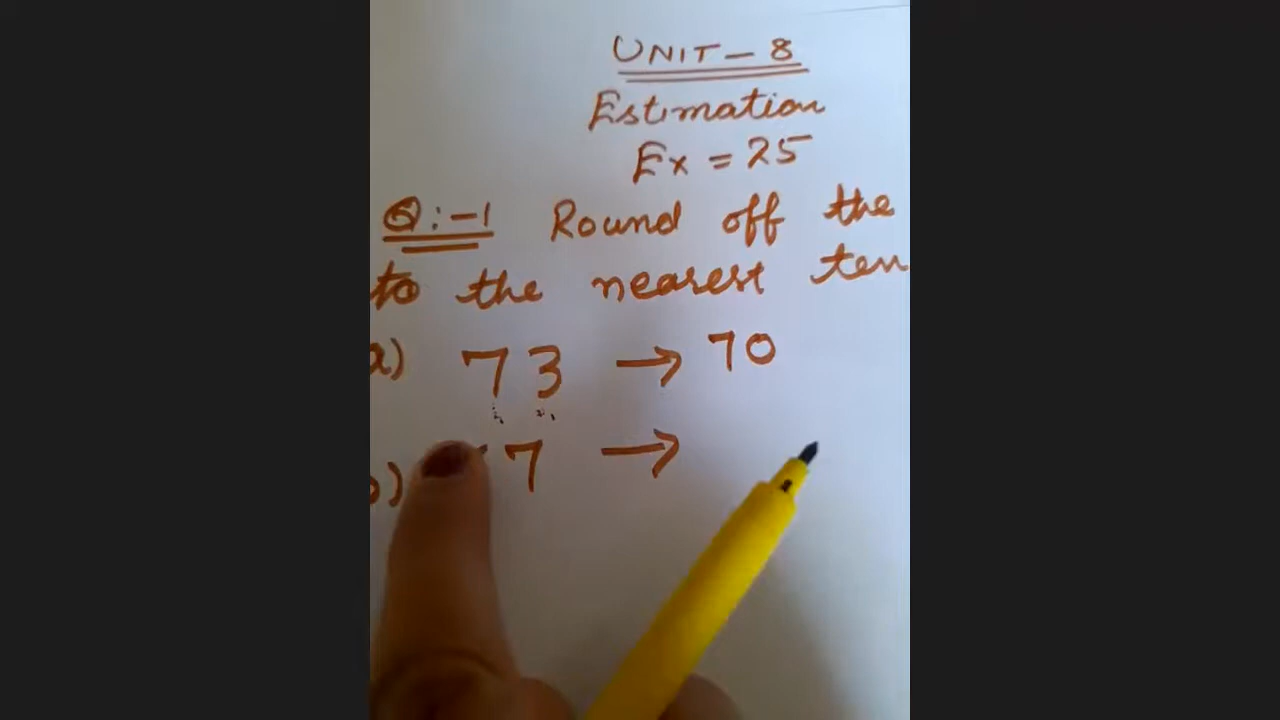 UNIT - 8
Estimation
Ex = 25
Q:-1 Round off the
to the nearest ten
a) 73 → 70
b) 7 →